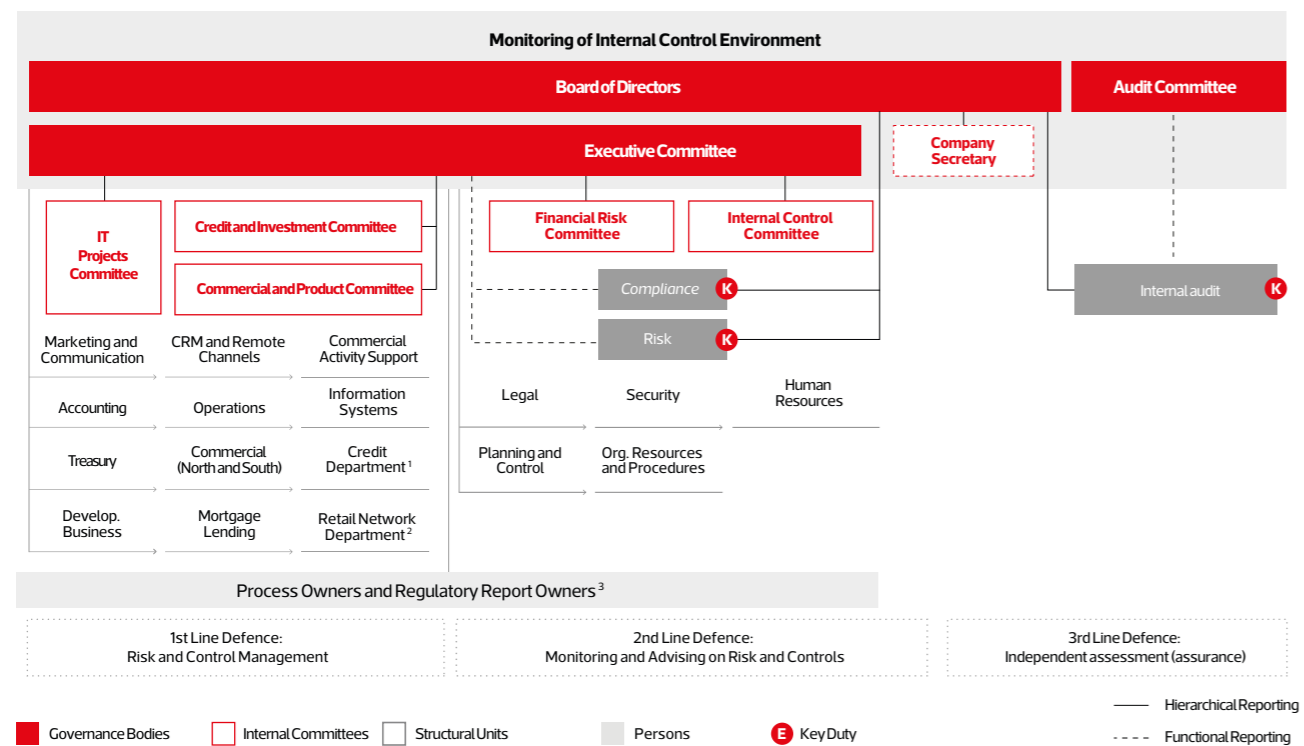 Monitoring of Internal Control Environment
Board of Directors
Audit Committee
Executive Committee
Company
Secretary
IT
Projects
Committee
Credit and Investment Committee
Commercial and Product Committee
Financial Risk
Committee
Internal Control
Committee
Compliance
K
Risk
K
Internal audit
K
Marketing and
Communication
CRM and Remote
Channels
Commercial
Activity Support
Accounting
Operations
Information
Systems
Treasury
Commercial
(North and South)
Credit
Department 1
Develop.
Business
Mortgage
Lending
Retail Network
Department 2
Legal
Security
Human
Resources
Planning and
Control
Org. Resources
and Procedures
Process Owners and Regulatory Report Owners 3
1st Line Defence:
Risk and Control Management
2nd Line Defence:
Monitoring and Advising on Risk and Controls
3rd Line Defence:
Independent assessment (assurance)
Governance Bodies
Internal Committees
Structural Units
Persons
E
Key Duty
Hierarchical Reporting
Functional Reporting